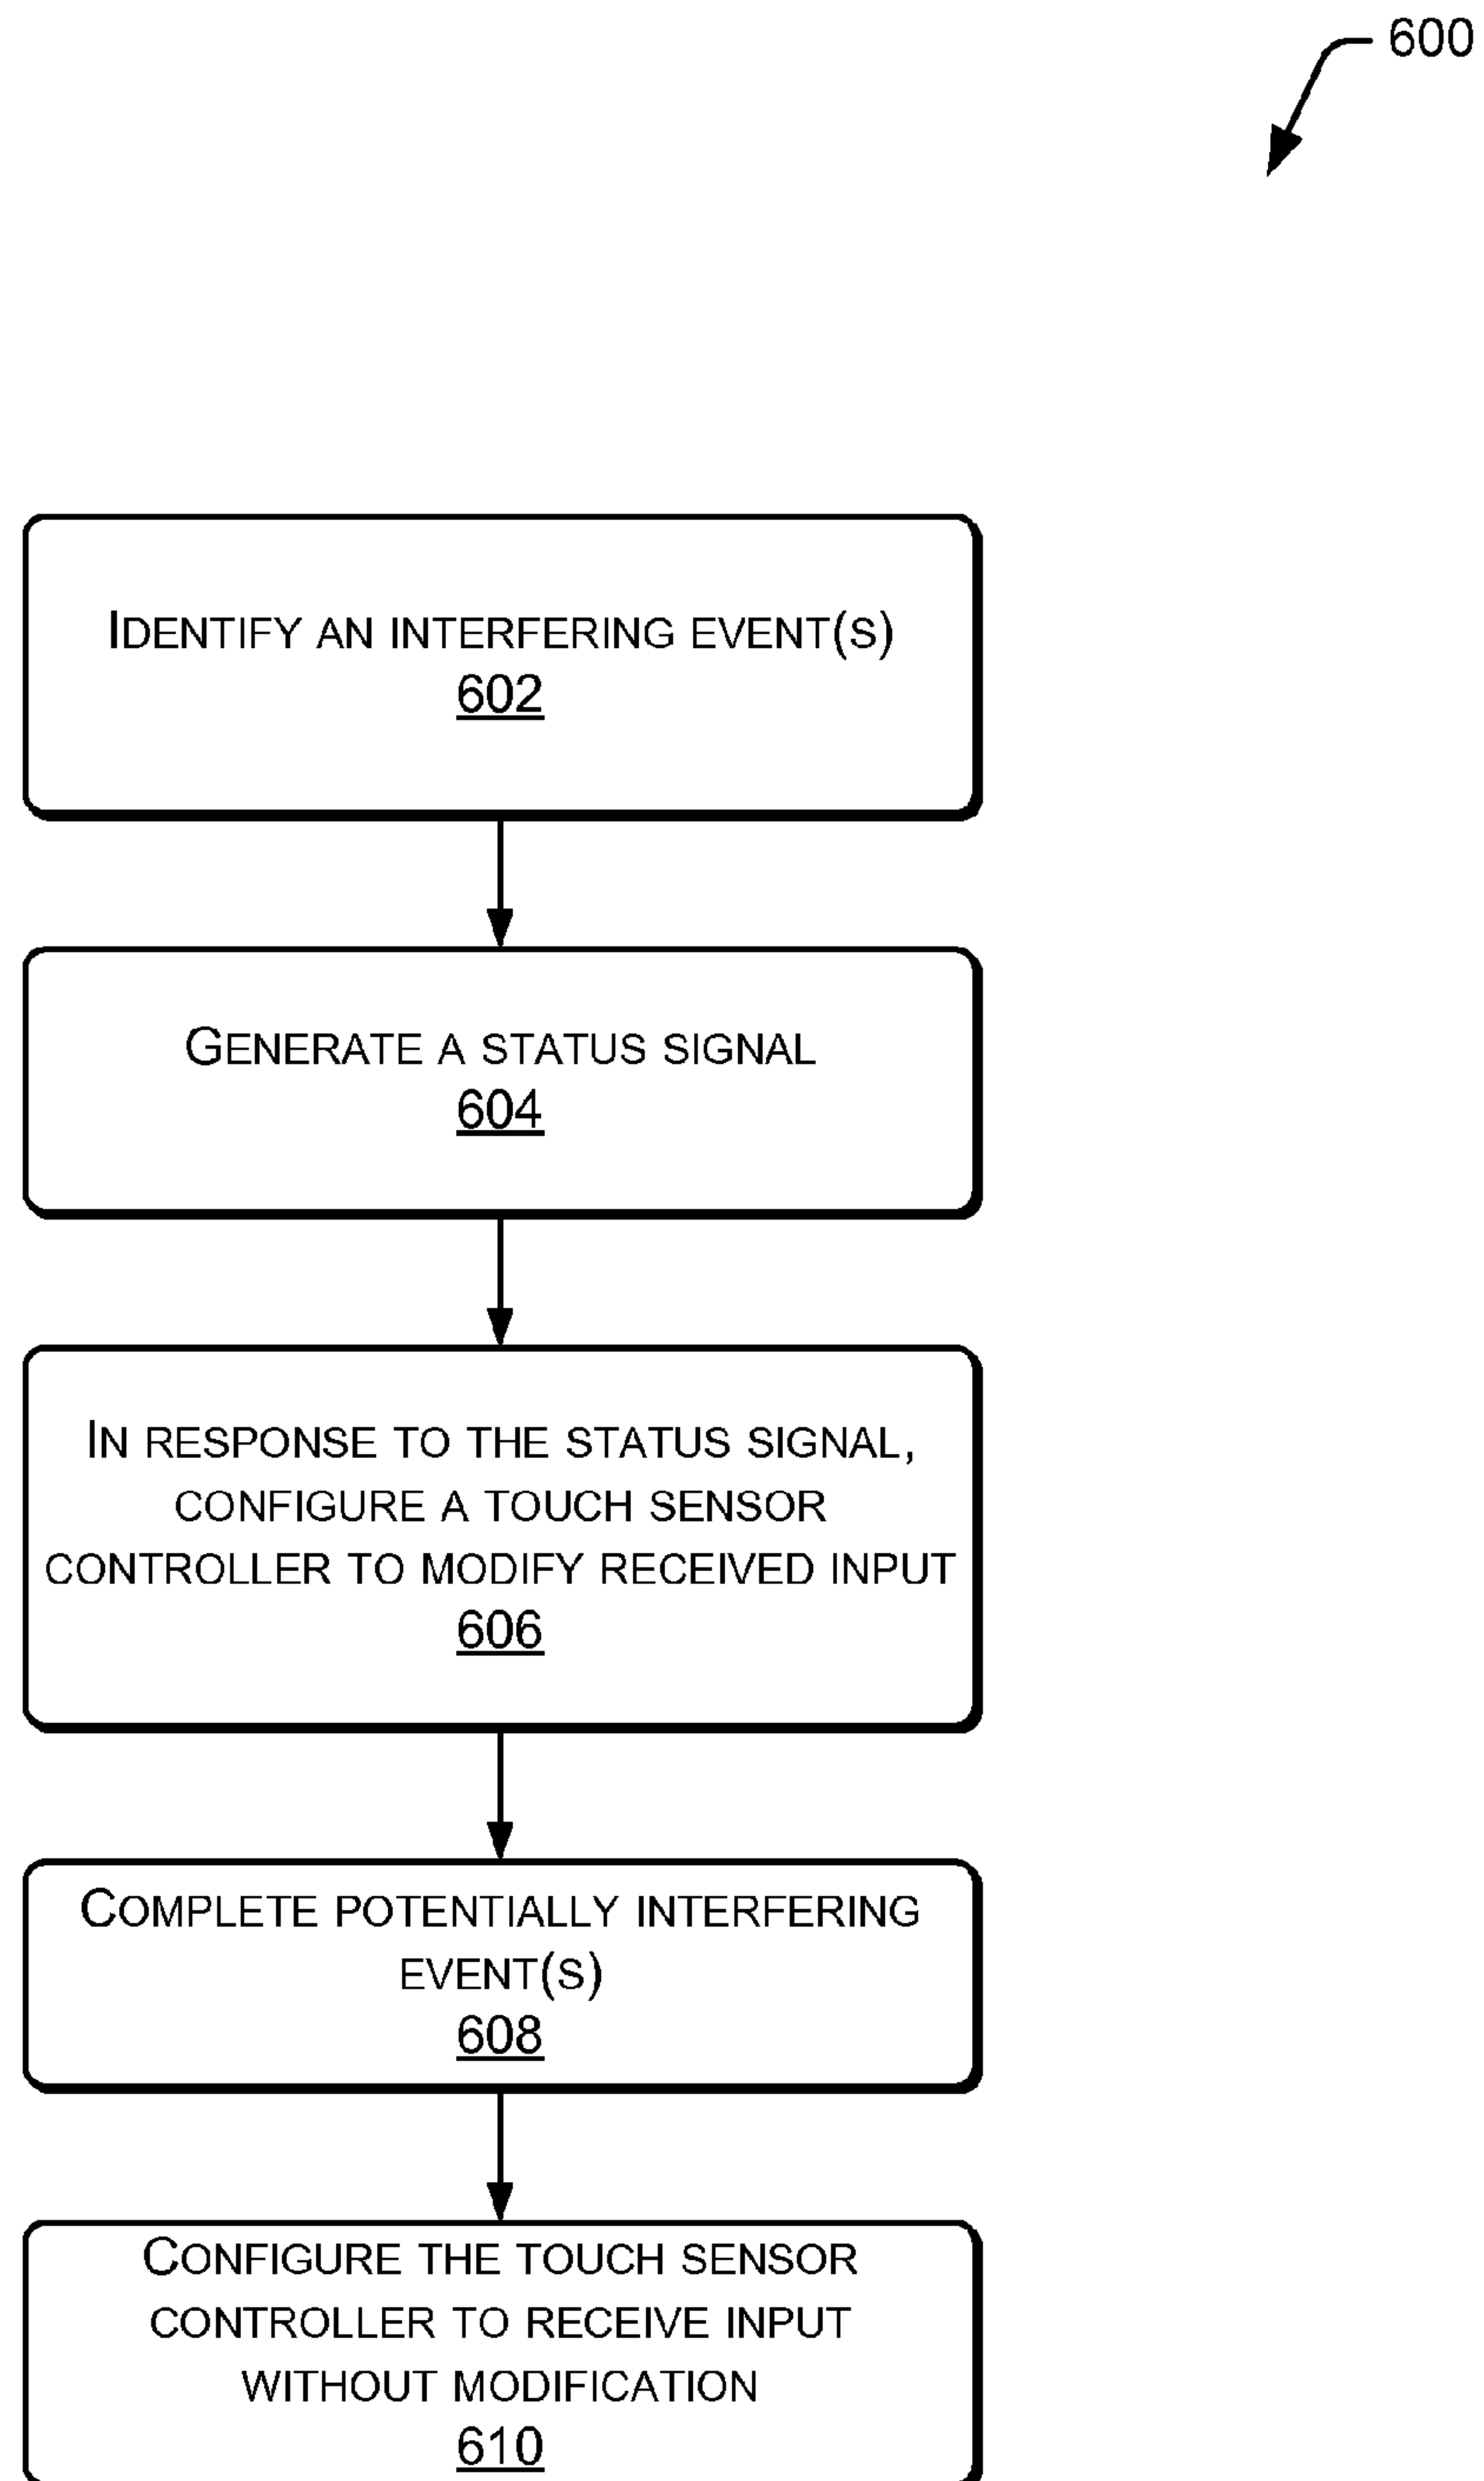 600
IDENTIFY AN INTERFERING EVENT(S)
602
GENERATE A STATUS SIGNAL
604
IN RESPONSE TO THE STATUS SIGNAL,
CONFIGURE A TOUCH SENSOR
CONTROLLER TO MODIFY RECEIVED INPUT
606
COMPLETE POTENTIALLY INTERFERING
EVENT(S)
608
CONFIGURE THE TOUCH SENSOR
CONTROLLER TO RECEIVE INPUT
WITHOUT MODIFICATION
610